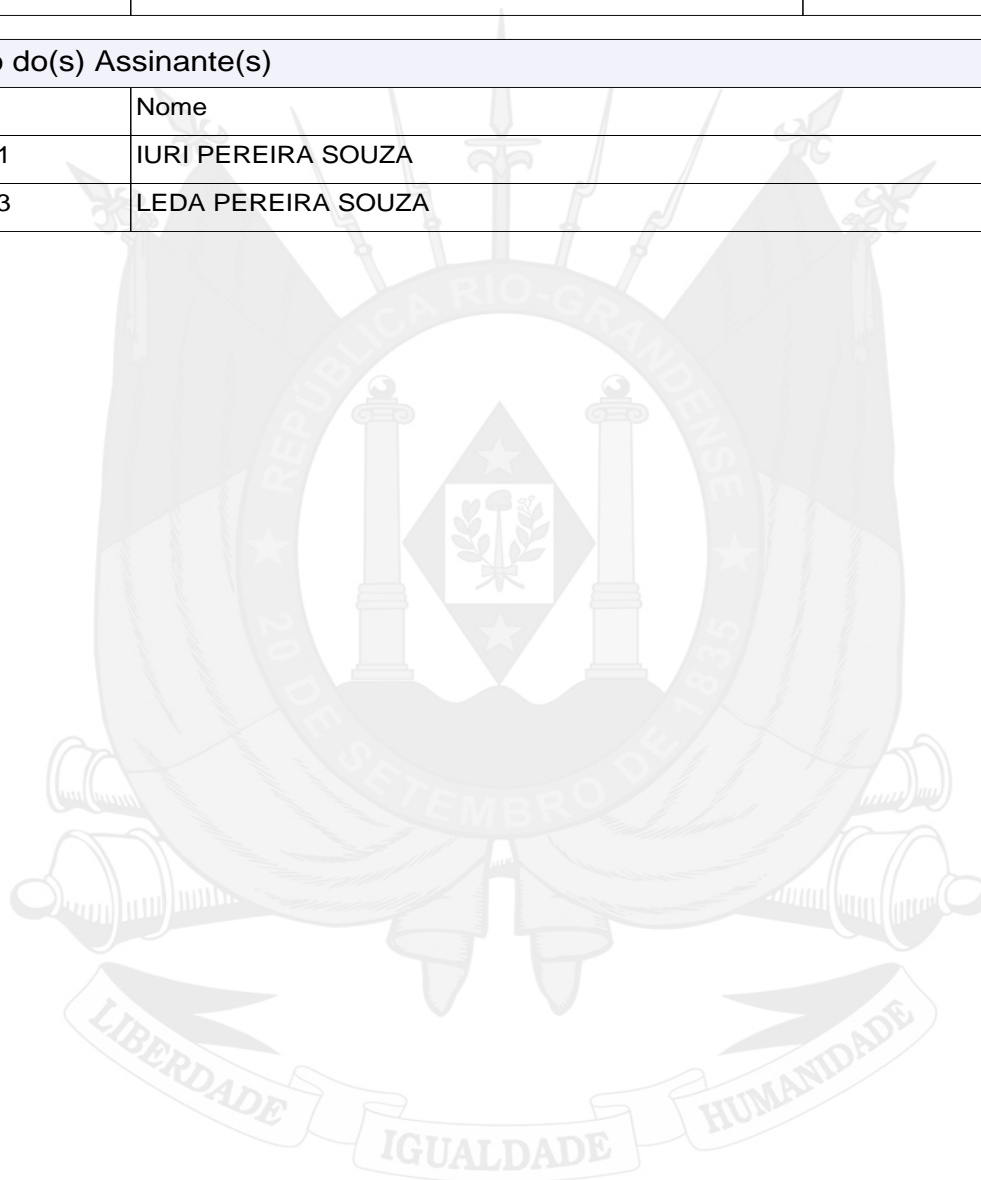 o do(s) Assinante(s)
Nome
1 IURI PEREIRA SOUZA
3 LEDA PEREIRA SOUZA
REPÚBLICA RIO-GRANDENSE
★ 20 DE SETEMBRO DE 1835 ★
LIBERDADE
IGUALDADE
HUMANIDADE